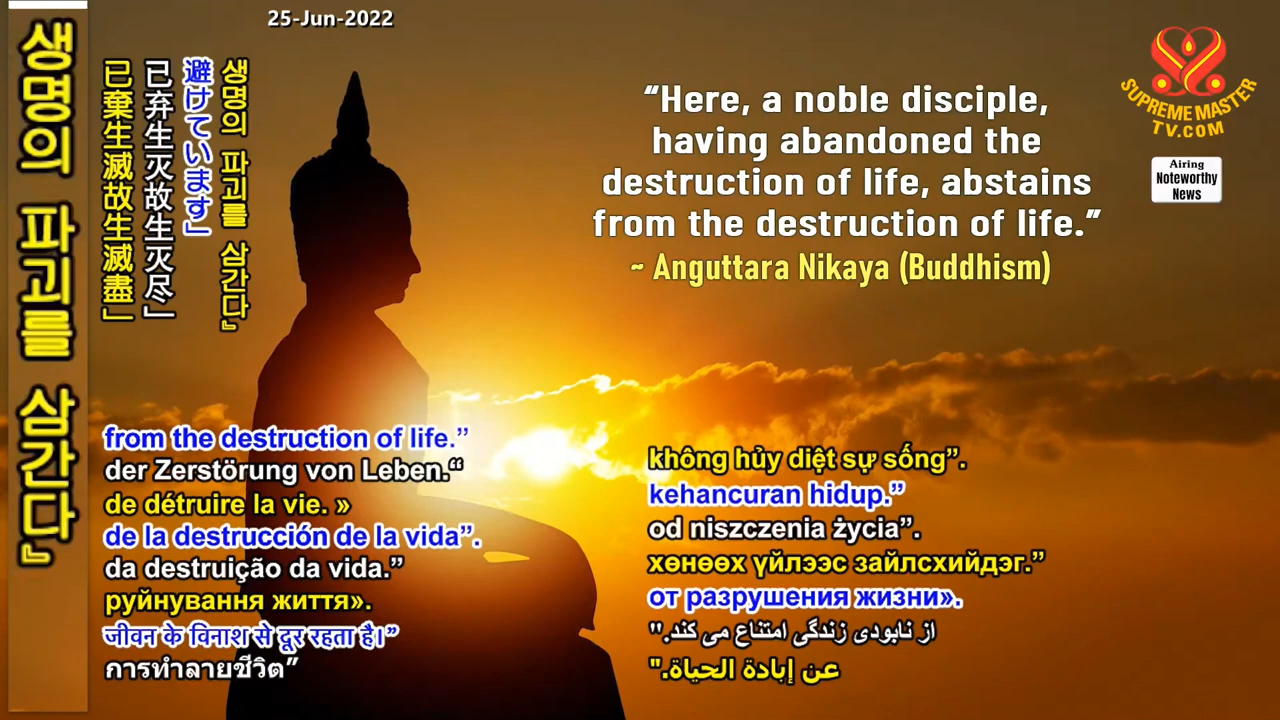 25-Jun-2022
생명의 파괴를 삼간다』
생명의 파괴를 삼간다』
避けています」
已弃生灭故生灭尽」
已棄生滅故生滅盡」
“Here, a noble disciple,
having abandoned the
destruction of life, abstains
from the destruction of life.”
~ Anguttara Nikaya (Buddhism)
SUPREME MASTER
TV.COM
Airing
Noteworthy
News
from the destruction of life.”
der Zerstörung von Leben.“
de détruire la vie. »
de la destrucción de la vida”.
da destruição da vida.”
руйнування життя».
जीवन के विनाश से दूर रहता है।”
การทำลายชีวิต”
không hủy diệt sự sống”.
kehancuran hidup.”
od niszczenia życia”.
хөнөөх үйлээс зайлсхийдэг.”
от разрушения жизни».
از نابودی زندگی امتناع می کند."
عن إبادة الحياة."